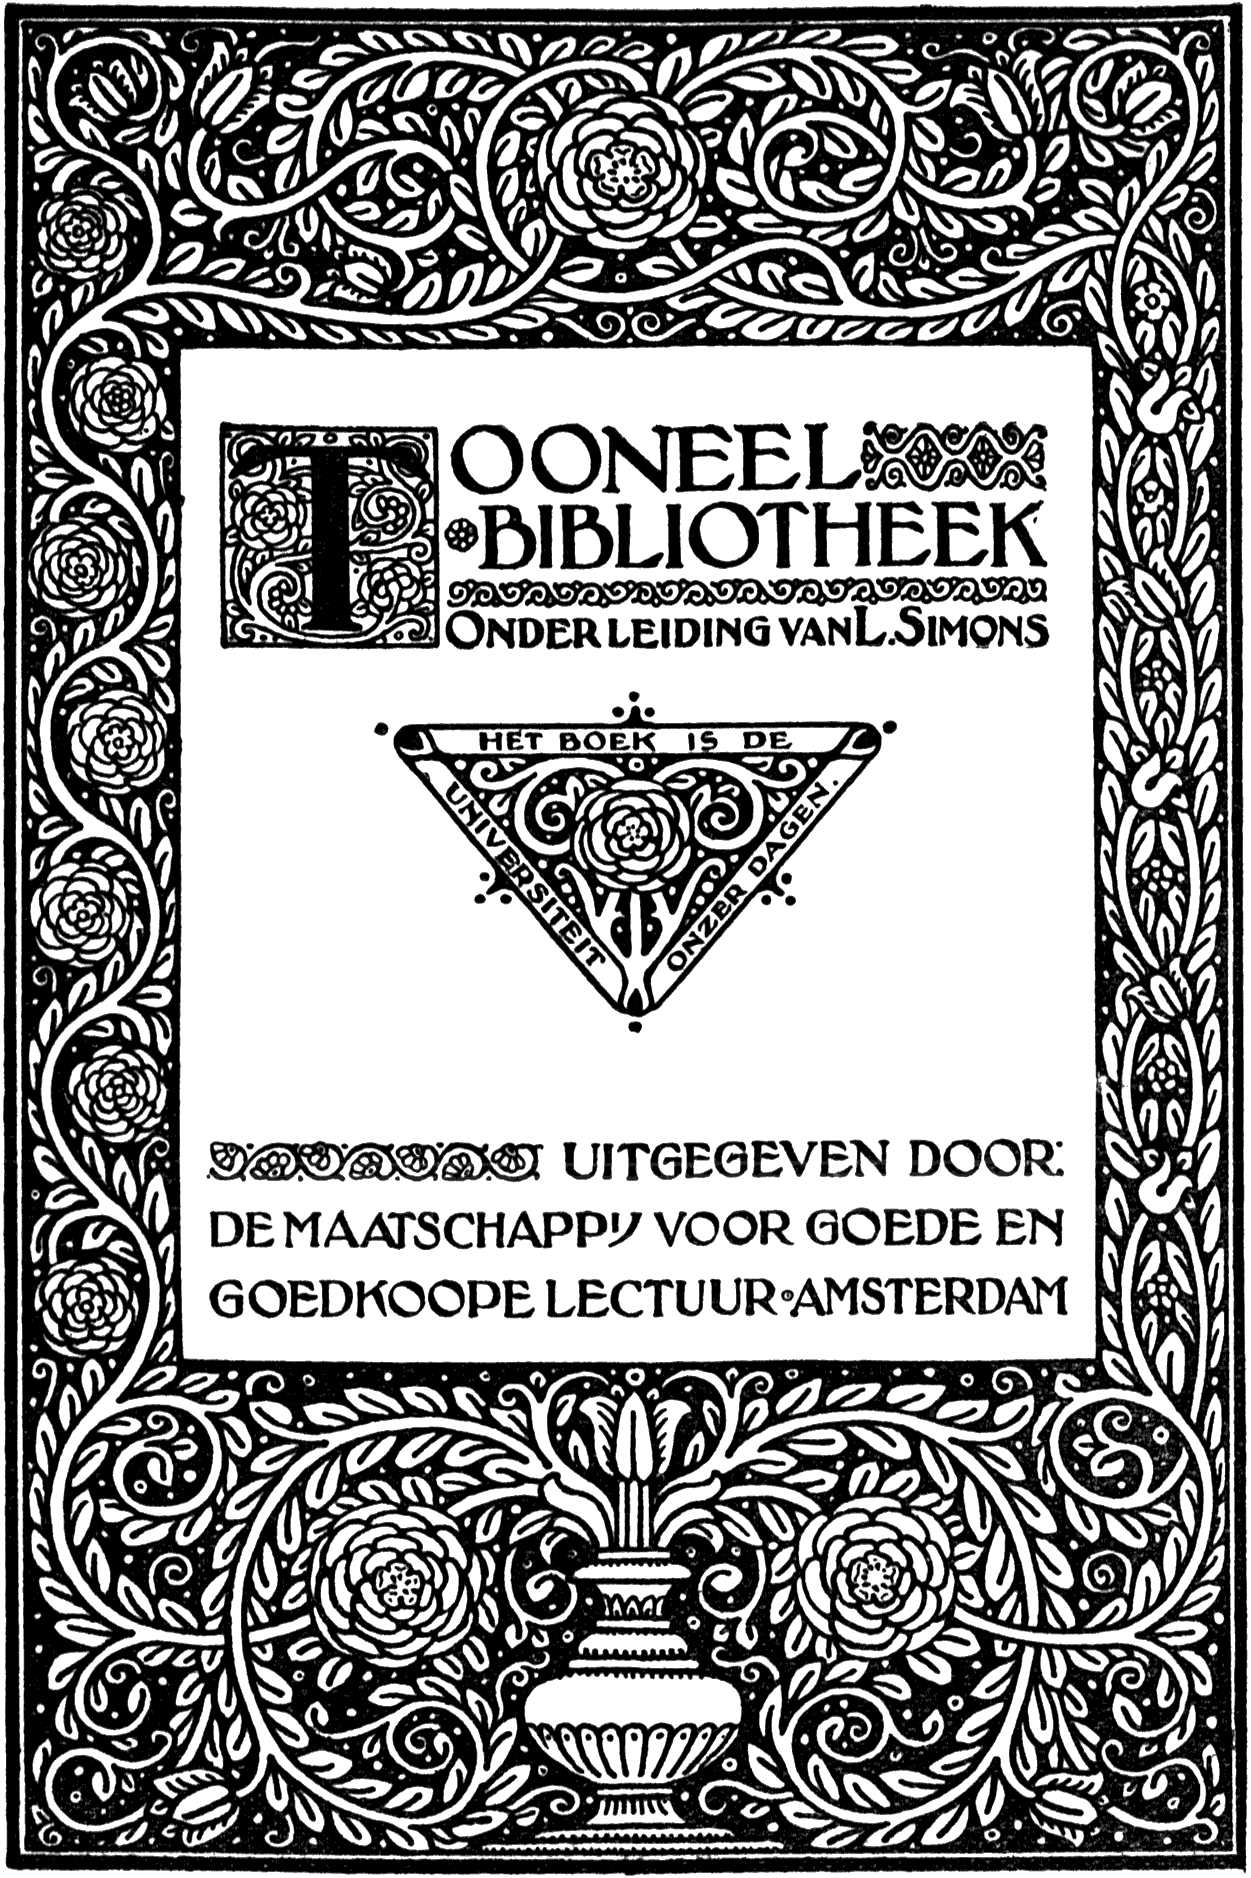 TOONEEL
BIBLIOTHEEK
ONDER LEIDING VAN L. SIMONS
HET BOEK IS DE
UNIVERSITEIT
ONZER DAGEN.
UITGEGEVEN DOOR:
DE MAATSCHAPPIJ VOOR GOEDE EN
GOEDKOOPE LECTUUR · AMSTERDAM